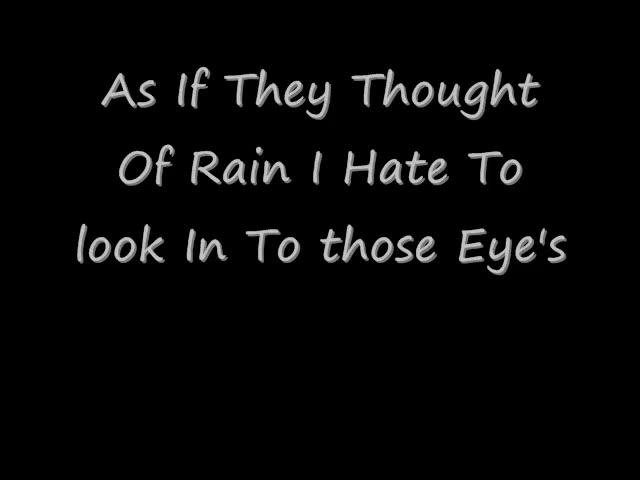 As If They Thought
Of Rain I Hate To
look In To those Eye's